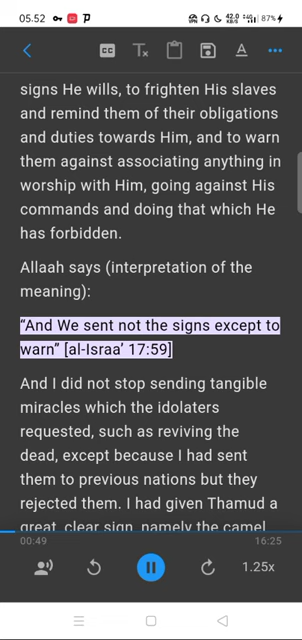 05.52
42.0
KB/S
87%
CC
signs He wills, to frighten His slaves
and remind them of their obligations
and duties towards Him, and to warn
them against associating anything in
worship with Him, going against His
commands and doing that which He
has forbidden.
Allaah says (interpretation of the
meaning):
“And We sent not the signs except to
warn” [al-Israa’ 17:59]
And I did not stop sending tangible
miracles which the idolaters
requested, such as reviving the
dead, except because I had sent
them to previous nations but they
rejected them. I had given Thamud a
great, clear sign, namely the camel
00:49
16:25
1.25x